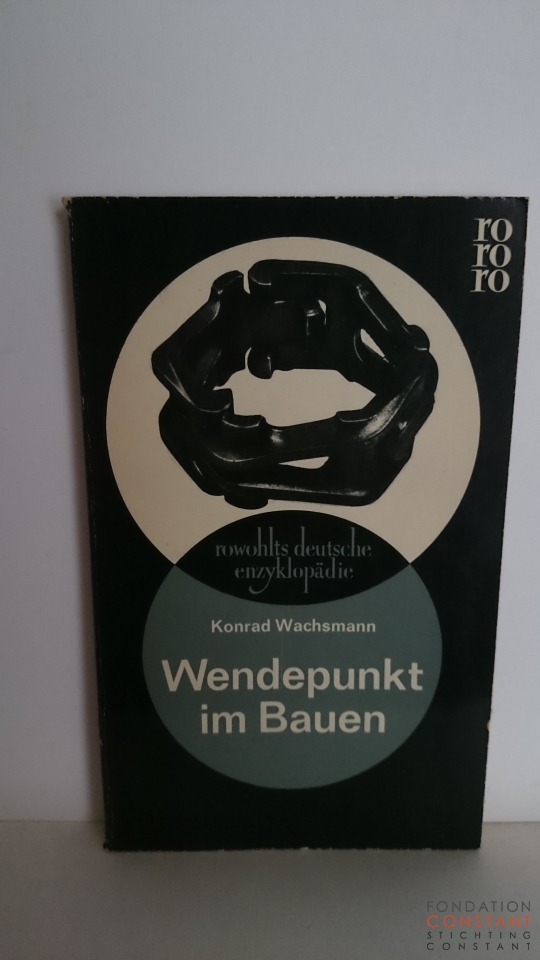 ro
ro
ro
rowohlts deutsche
enzyklopädie
Konrad Wachsmann
Wendepunkt
im Bauen
FONDATION
CONSTANT
STICHTING
CONSTANT